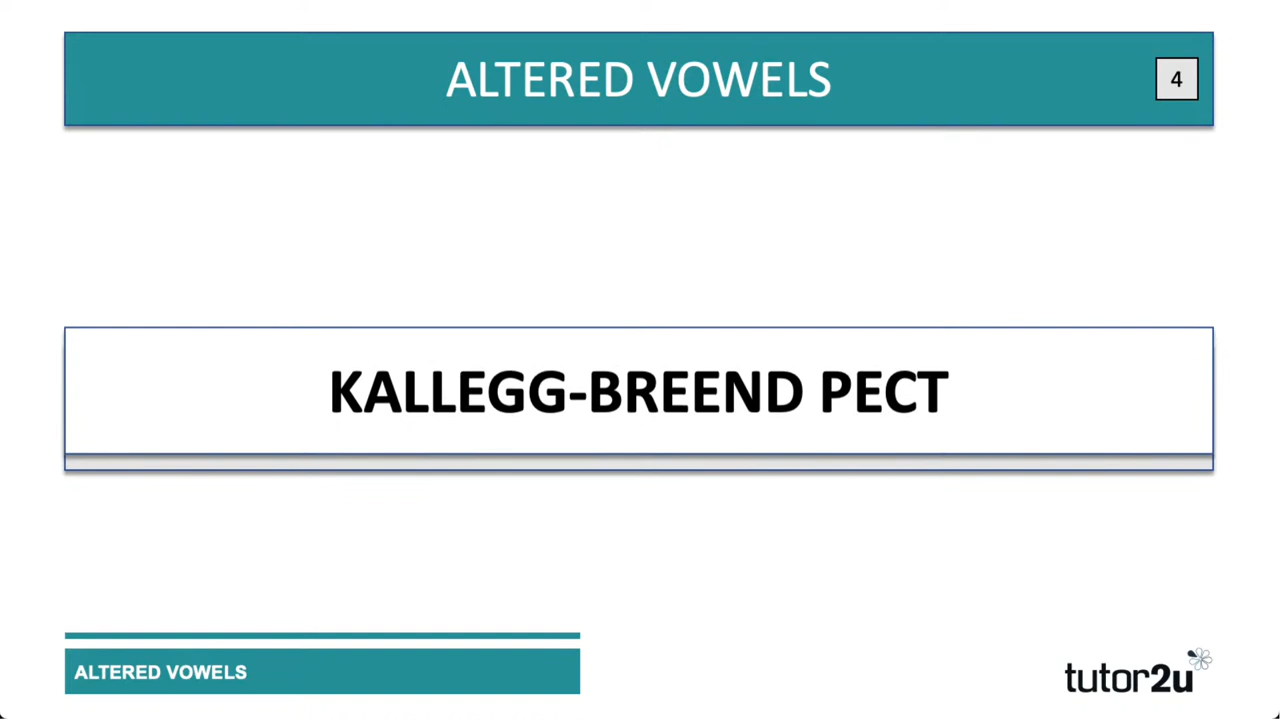 ALTERED VOWELS
4
KALLEGG-BREEND PECT
ALTERED VOWELS
tutor2u